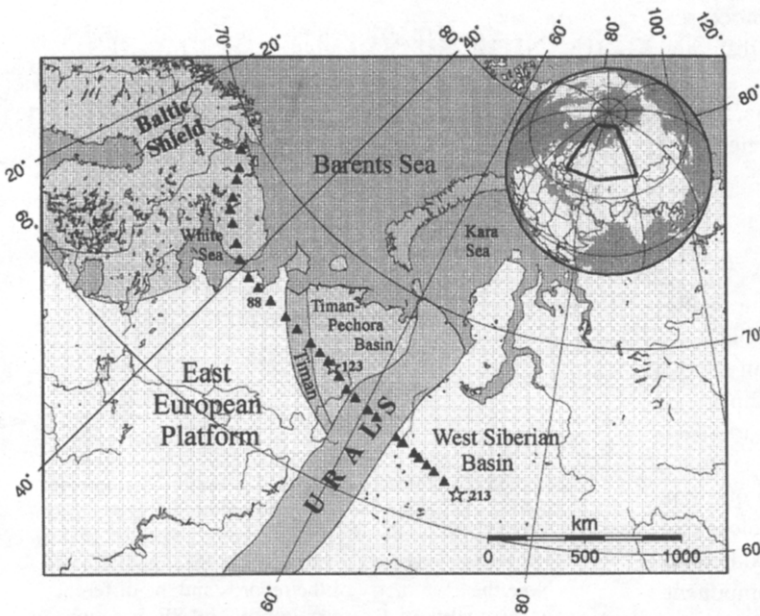 70°
20°
40°
60°
80°
100°
120°
80°
Baltic
Shield
Barents Sea
20°
60°
White
Sea
Kara
Sea
88
Timan-
Pechora
Basin
70°
123
Timan
East
European
Platform
URALS
West Siberian
Basin
213
40°
km
0 500 1000
60°
60°
80°